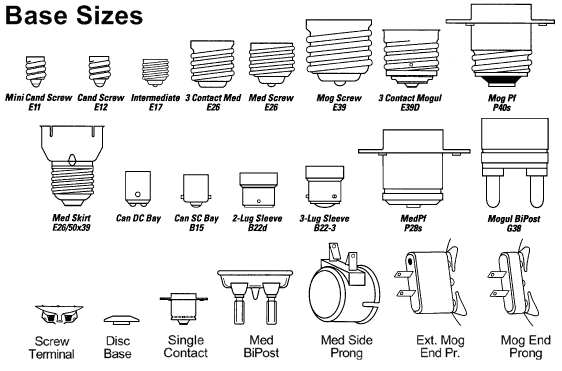 Base Sizes
Mini Cand Screw
E11
Cand Screw
E12
Intermediate
E17
3 Contact Med
E26
Med Screw
E26
Mog Screw
E39
3 Contact Mogul
E39D
Mog Pf
P40s
Med Skirt
E26/50x39
Can DC Bay
Can SC Bay
B15
2-Lug Sleeve
B22d
3-Lug Sleeve
B22-3
MedPf
P28s
Mogul BiPost
G38
Screw
Terminal
Disc
Base
Single
Contact
Med
BiPost
Med Side
Prong
Ext. Mog
End Pr.
Mog End
Prong